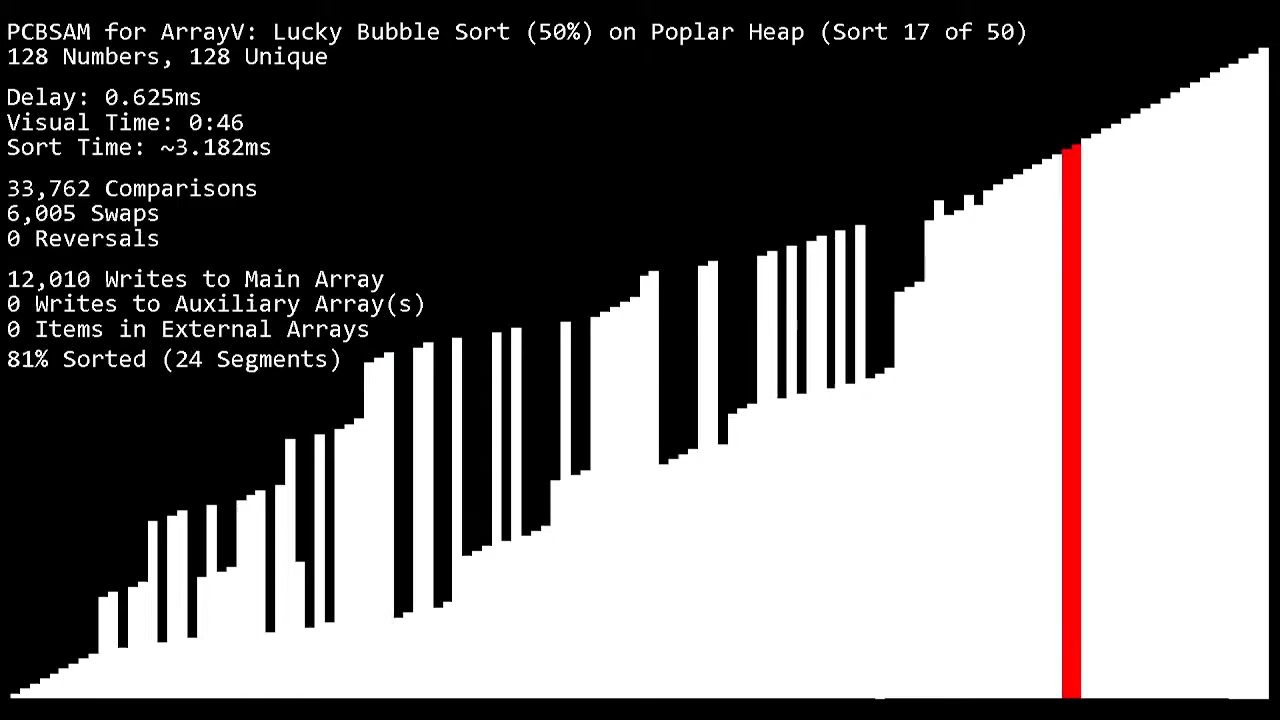 PCBSAM for ArrayV: Lucky Bubble Sort (50%) on Poplar Heap (Sort 17 of 50)
128 Numbers, 128 Unique
Delay: 0.625ms
Visual Time: 0:46
Sort Time: ~3.182ms
33,762 Comparisons
6,005 Swaps
0 Reversals
12,010 Writes to Main Array
0 Writes to Auxiliary Array(s)
0 Items in External Arrays
81% Sorted (24 Segments)